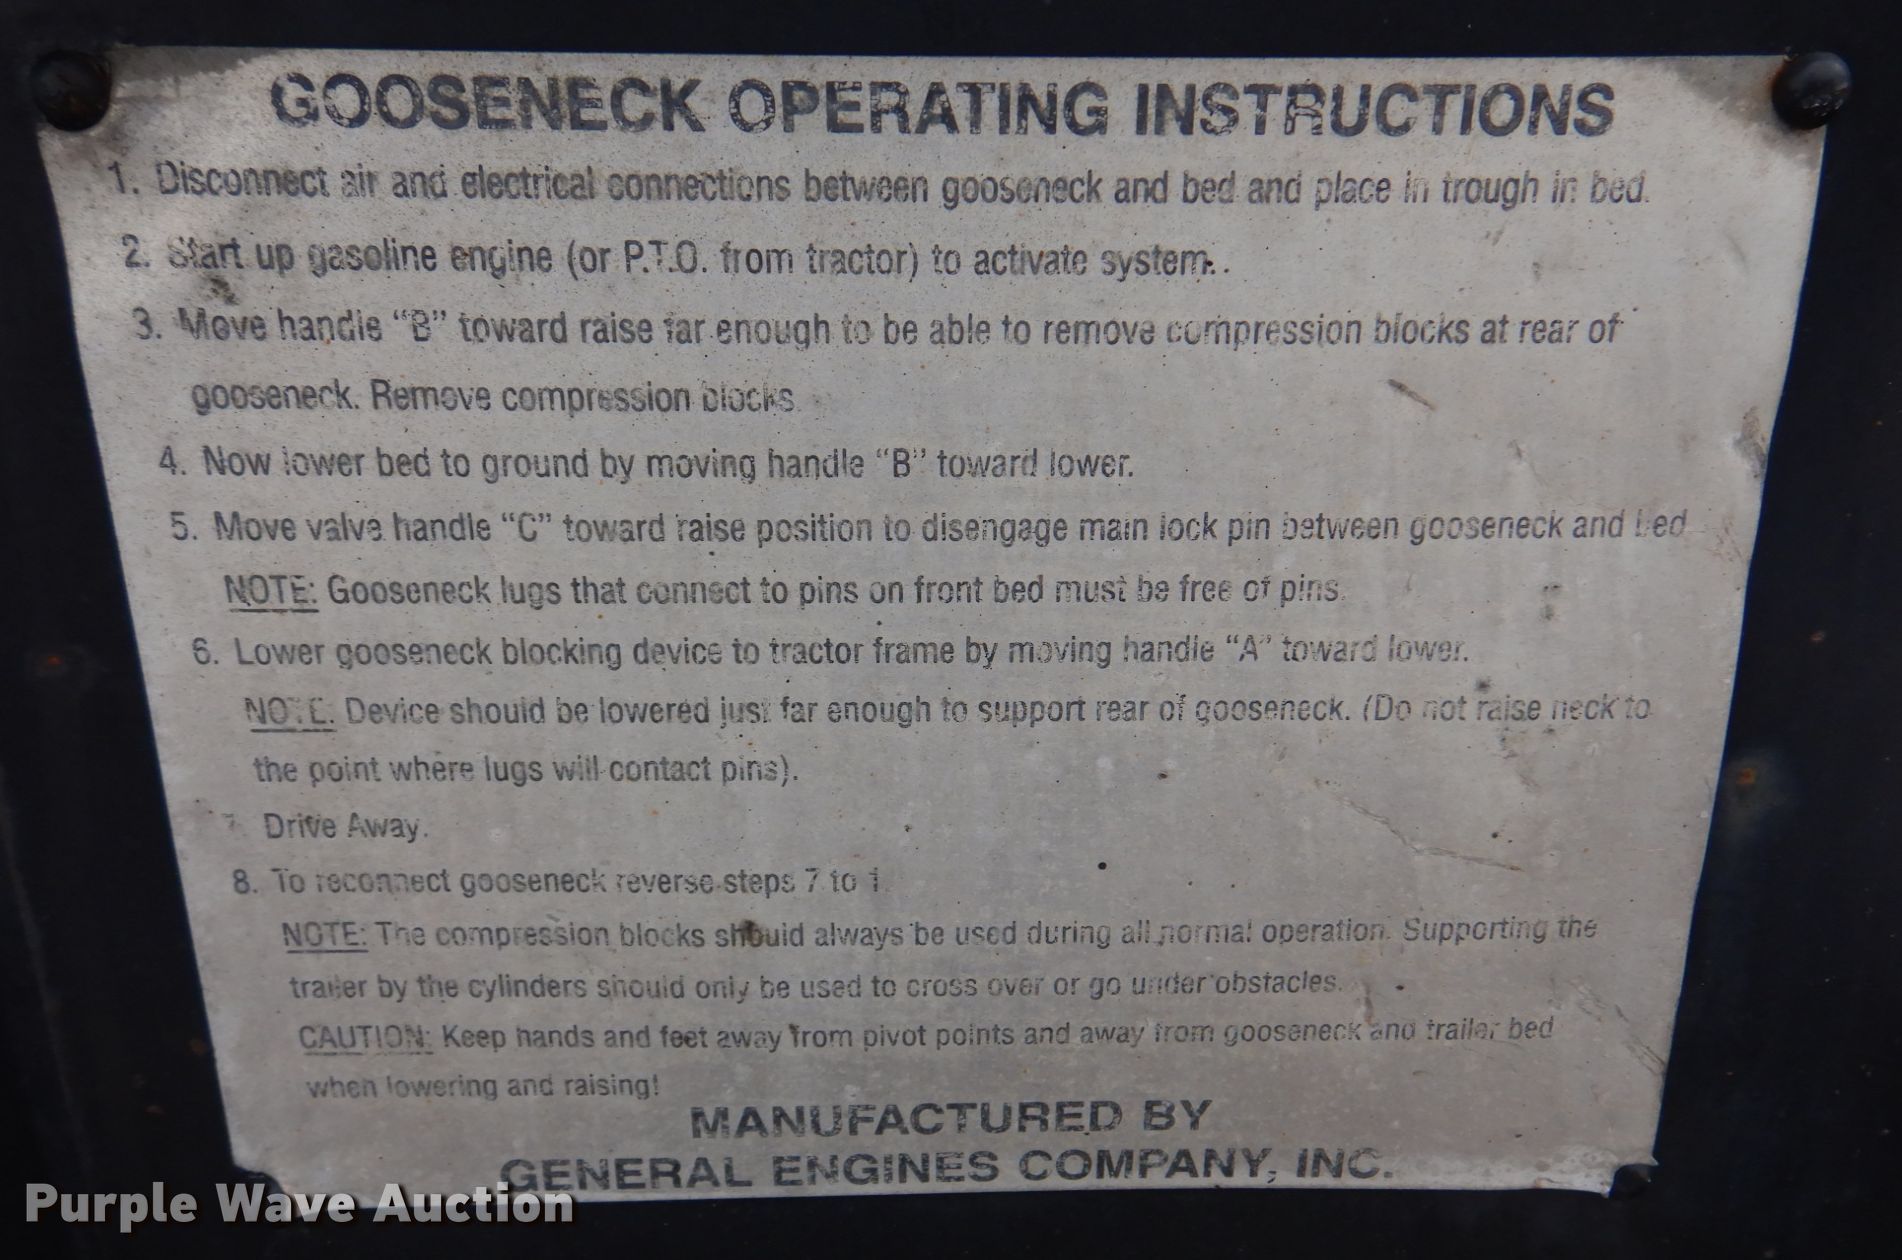 GOOSENECK OPERATING INSTRUCTIONS
1. Disconnect air and electrical connections between gooseneck and bed and place in trough in bed.
2. Start up gasoline engine (or P.T.O. from tractor) to activate system..
3. Move handle “B” toward raise far enough to be able to remove compression blocks at rear of
gooseneck. Remove compression blocks.
4. Now lower bed to ground by moving handle “B” toward lower.
5. Move valve handle “C” toward raise position to disengage main lock pin between gooseneck and bed
NOTE: Gooseneck lugs that connect to pins on front bed must be free of pins.
6. Lower gooseneck blocking device to tractor frame by moving handle “A” toward lower.
NOTE: Device should be lowered just far enough to support rear of gooseneck. (Do not raise neck to
the point where lugs will contact pins).
7. Drive Away.
8. To reconnect gooseneck reverse steps 7 to 1.
NOTE: The compression blocks should always be used during all normal operation. Supporting the
trailer by the cylinders should only be used to cross over or go under obstacles.
CAUTION: Keep hands and feet away from pivot points and away from gooseneck and trailer bed
when lowering and raising!
MANUFACTURED BY
GENERAL ENGINES COMPANY, INC.
Purple Wave Auction